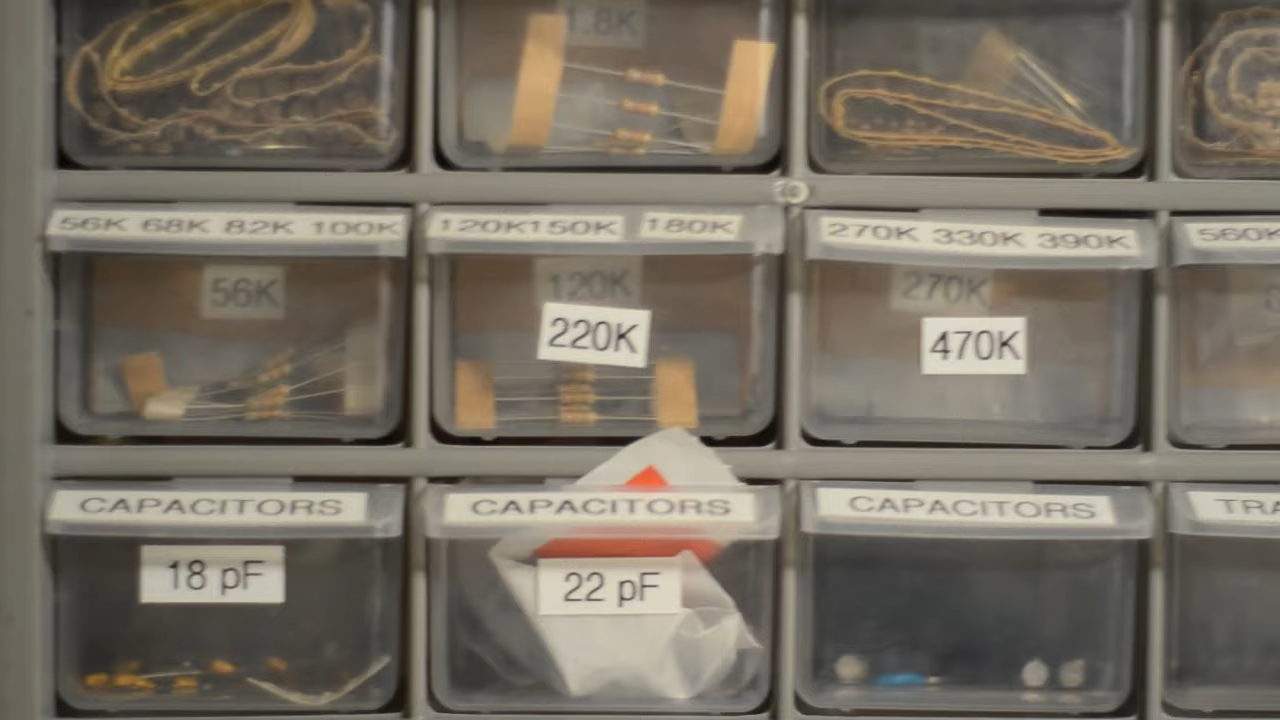 1.8K
56K 68K 82K 100K
120K150K 180K
270K 330K 390K
560K
56K
120K
270K
220K
470K
CAPACITORS
CAPACITORS
CAPACITORS
18 pF
22 pF